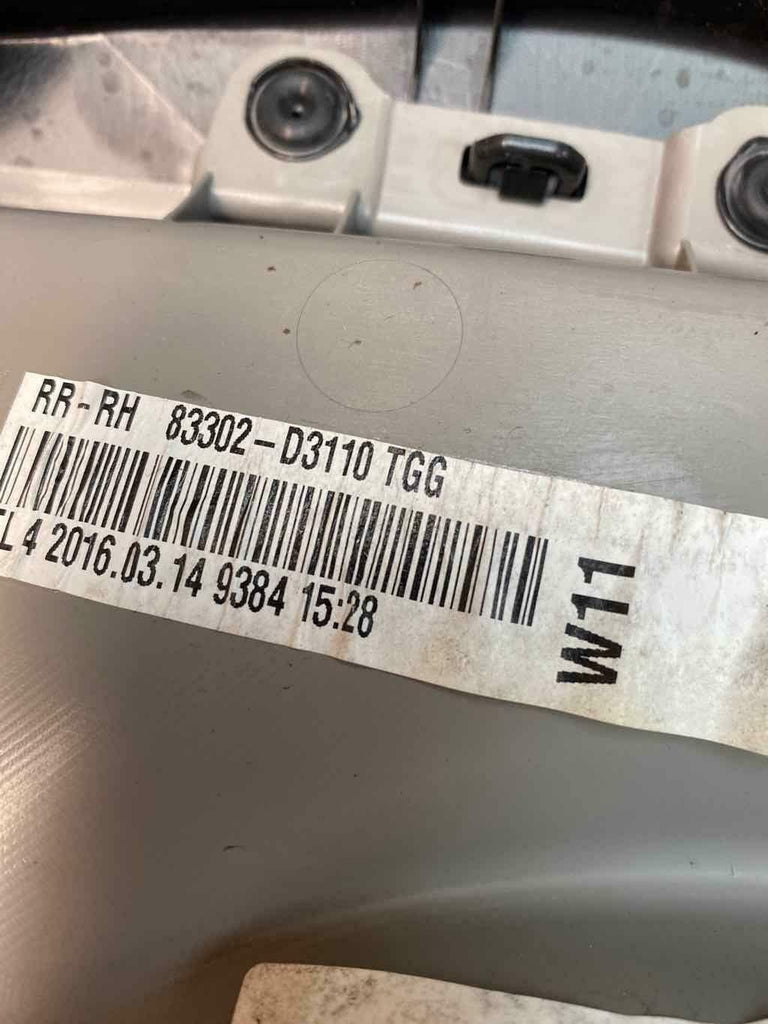 RR-RH 83302-D3110 TGG
L 4 2016.03.14 9384 15:28
W11